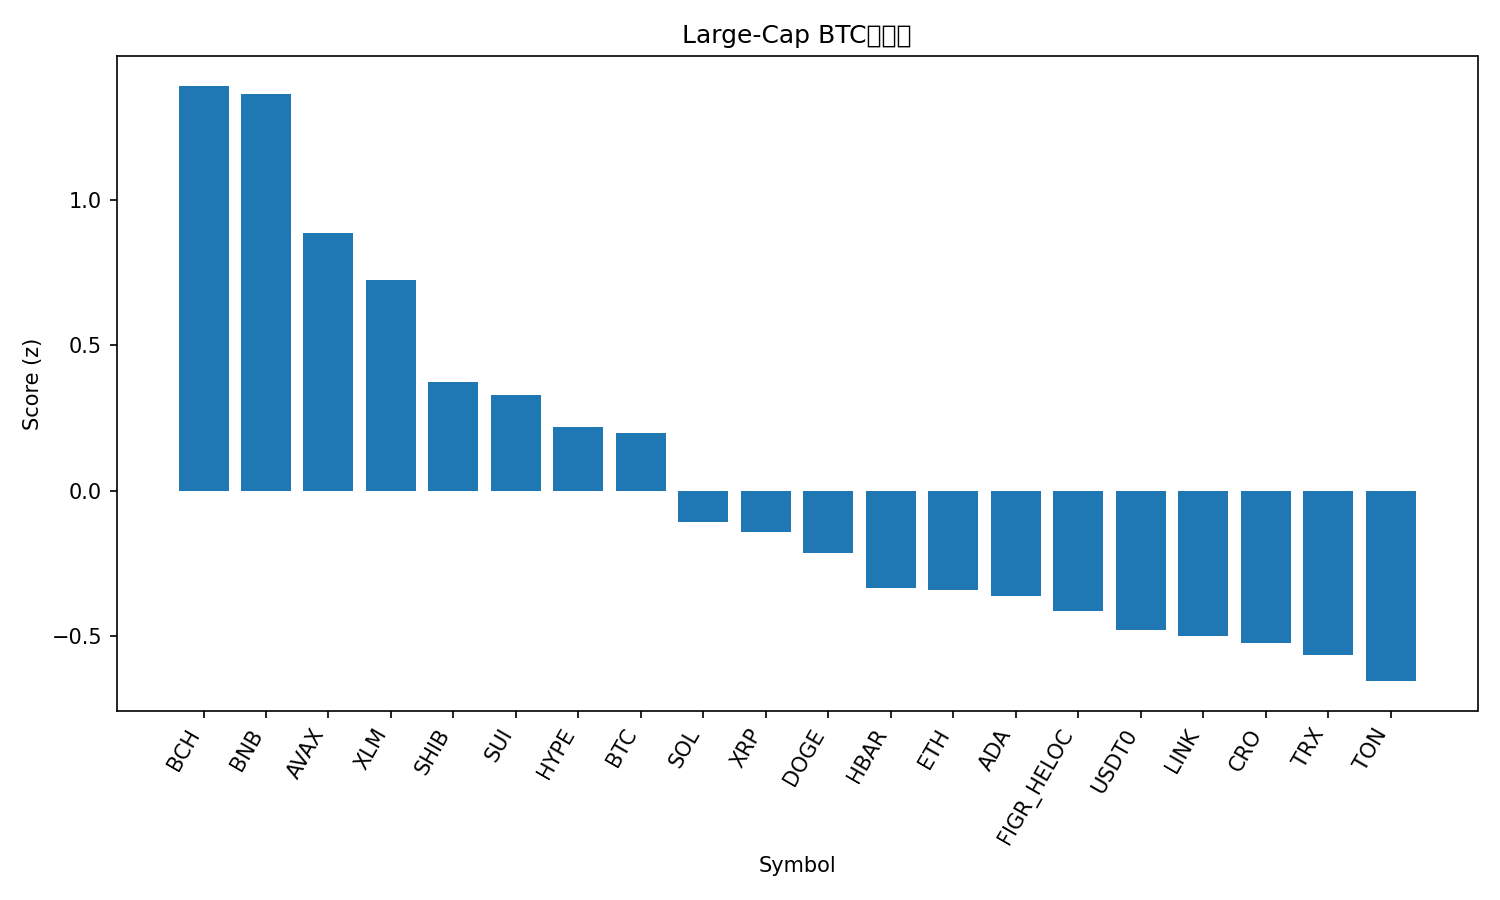 Large-Cap BTC
Score (z)
1.0
0.5
0.0
−0.5
BCH
BNB
AVAX
XLM
SHIB
SUI
HYPE
BTC
SOL
XRP
DOGE
HBAR
ETH
ADA
FIGR_HELOC
USDT0
LINK
CRO
TRX
TON
Symbol